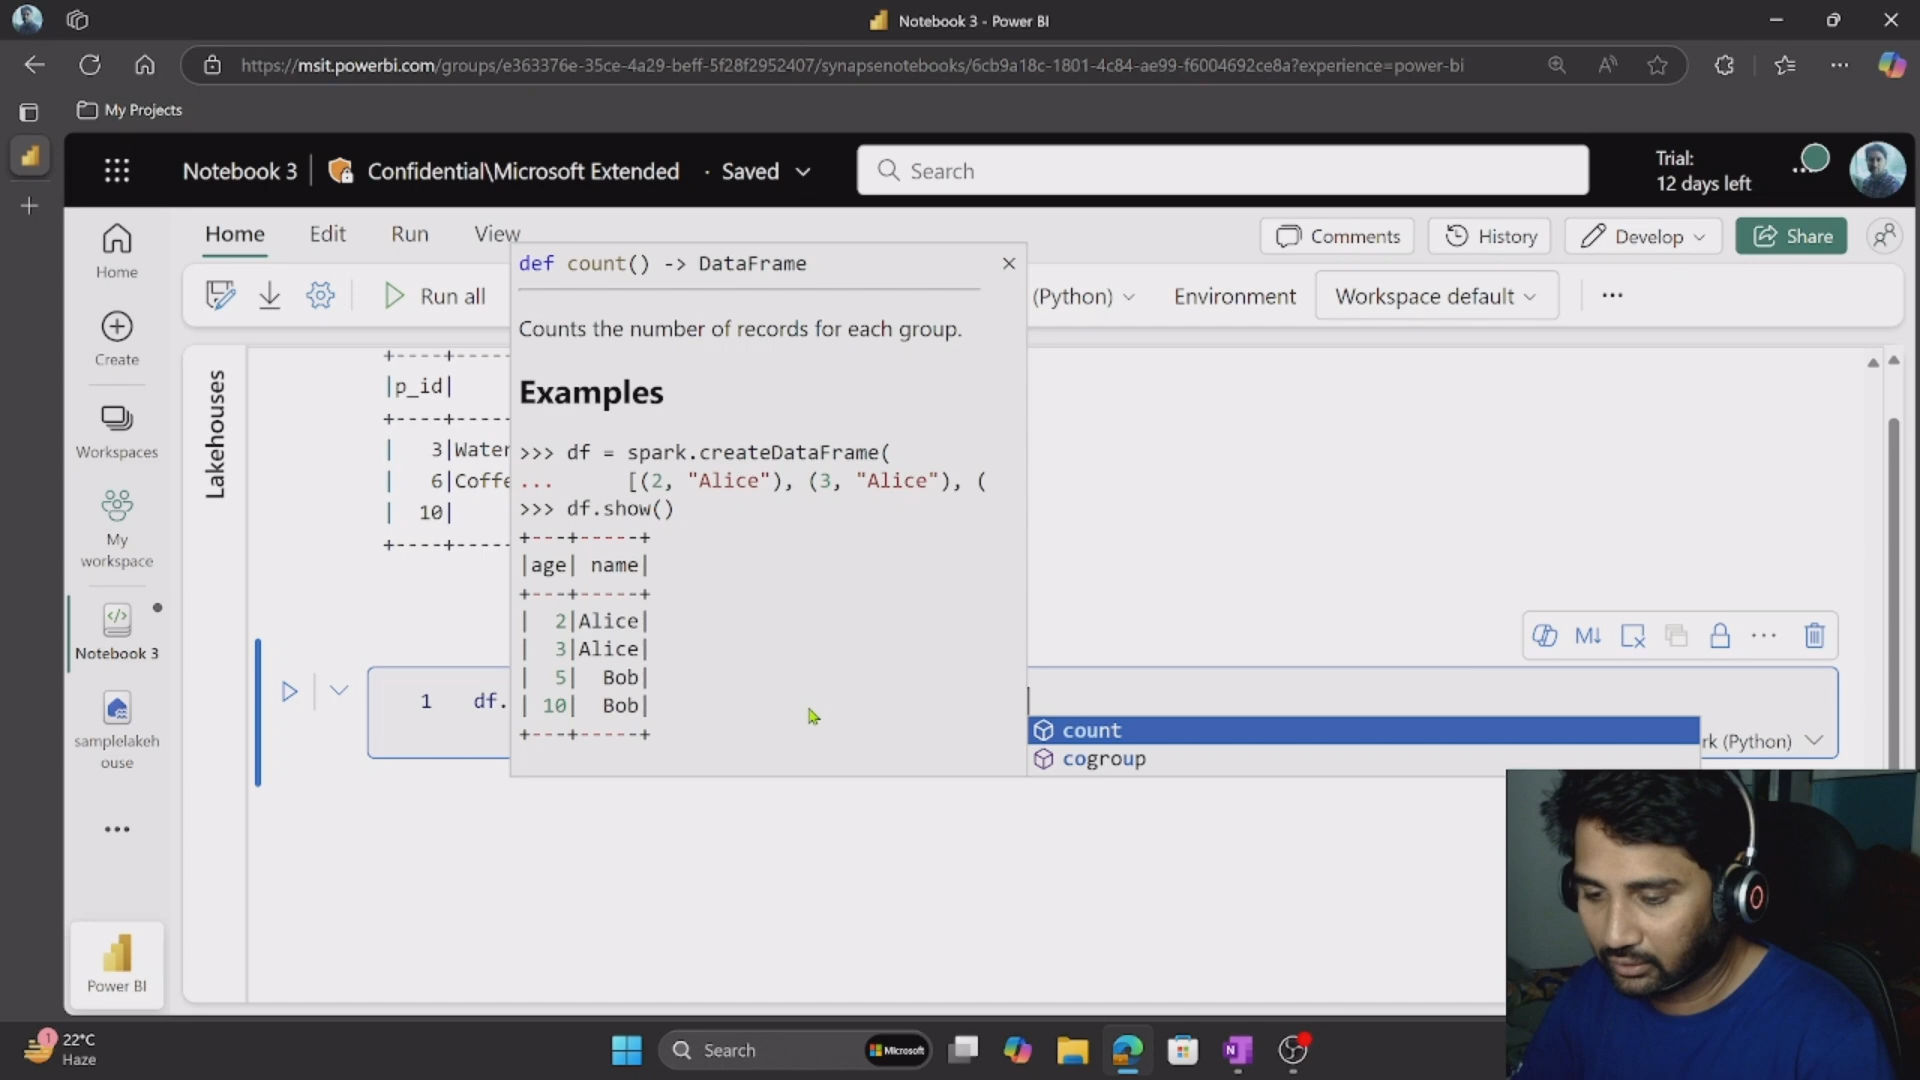 Notebook 3 - Power BI
https://msit.powerbi.com/groups/e363376e-35ce-4a29-beff-5f28f2952407/synapsenotebooks/6cb9a18c-1801-4c84-ae99-f6004692ce8a?experience=power-bi
My Projects
Notebook 3 | Confidential\Microsoft Extended · Saved
Search
Trial:
12 days left
Home Edit Run View
Comments History Develop Share
Run all
(Python) Environment Workspace default
Home
Create
Workspaces
My
workspace
Notebook 3
samplelakeh
ouse
Power BI
Lakehouses
+----+-----
|p_id|
+----+-----
| 3|Water
| 6|Coffe
| 10|
+----+-----
def count() -> DataFrame
Counts the number of records for each group.
Examples
>>> df = spark.createDataFrame(
... [(2, "Alice"), (3, "Alice"), (
>>> df.show()
+---+-----+
|age| name|
+---+-----+
| 2|Alice|
| 3|Alice|
| 5| Bob|
| 10| Bob|
+---+-----+
1 df.
count
cogroup
M↓
rk (Python)
1
22°C
Haze
Search
Microsoft